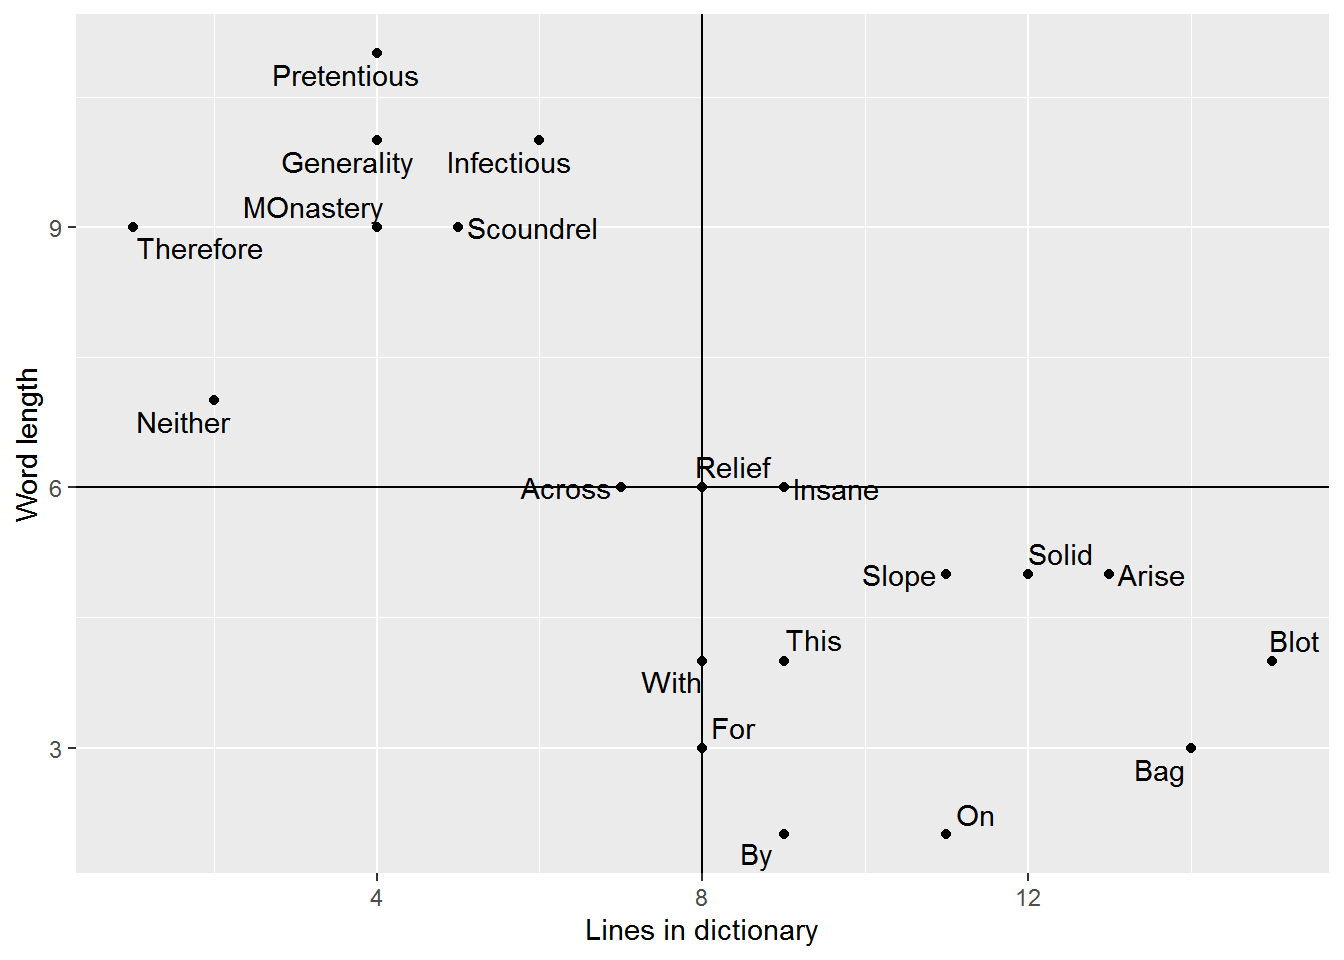 Pretentious
Generality
Infectious
MOnastery
9
Scoundrel
Therefore
Neither
Word length
Relief
6
Across
Insane
Solid
Slope
Arise
This
Blot
With
For
3
Bag
On
By
4
8
12
Lines in dictionary